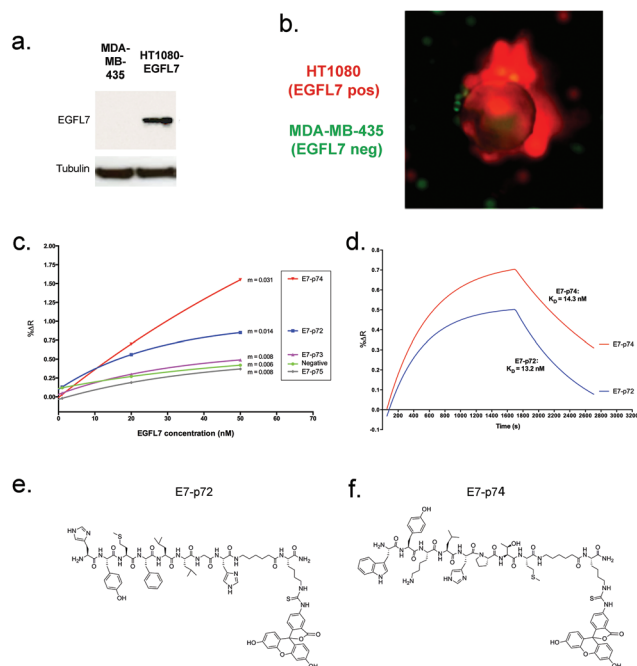 a.
MDA-
MB-
435
HT1080-
EGFL7
EGFL7
Tubulin
b.
HT1080
(EGFL7 pos)
MDA-MB-435
(EGFL7 neg)
c.
%ΔR
2.00
1.75
1.50
1.25
1.00
0.75
0.50
0.25
0.00
0 10 20 30 40 50 60 70
EGFL7 concentration (nM)
m = 0.031
m = 0.014
m = 0.008
m = 0.006
m = 0.008
E7-p74
E7-p72
E7-p73
Negative
E7-p75
d.
%ΔR
0.8
0.7
0.6
0.5
0.4
0.3
0.2
0.1
-0.0
-0.1
200 400 600 800 1000 1200 1400 1600 1800 2000 2200 2400 2600 2800 3000 3200
Time (s)
E7-p74:
KD = 14.3 nM
E7-p72:
KD = 13.2 nM
E7-p74
E7-p72
e.
E7-p72
f.
E7-p74